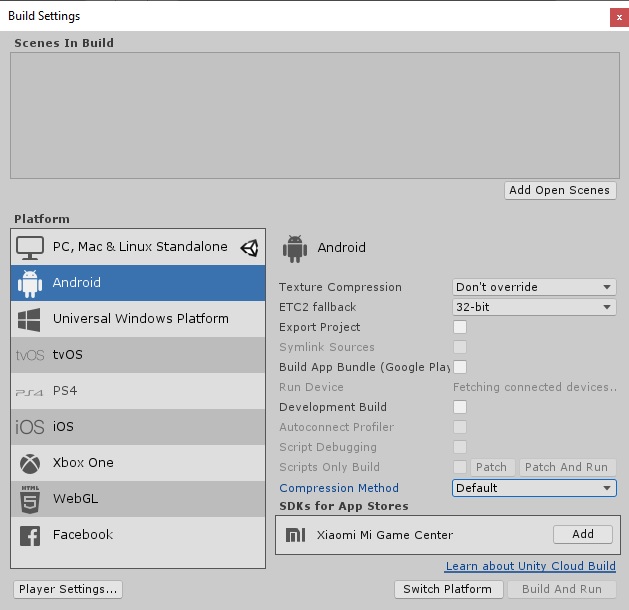 Build Settings
x
Scenes In Build
Add Open Scenes
Platform
PC, Mac & Linux Standalone
Android
Universal Windows Platform
tvOS tvOS
PS4 PS4
iOS iOS
Xbox One
HTML 5 WebGL
Facebook
Android
Texture Compression Don't override
ETC2 fallback 32-bit
Export Project
Symlink Sources
Build App Bundle (Google Play
Run Device Fetching connected devices..
Development Build
Autoconnect Profiler
Script Debugging
Scripts Only Build Patch Patch And Run
Compression Method Default
SDKs for App Stores
mi Xiaomi Mi Game Center Add
Learn about Unity Cloud Build
Player Settings... Switch Platform Build And Run